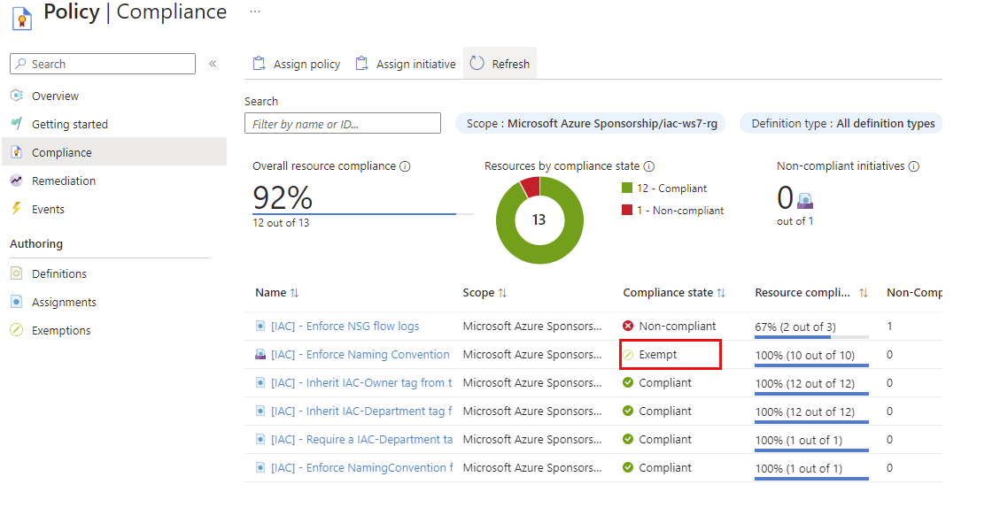 Policy | Compliance ...
Search
«
Overview
Getting started
Compliance
Remediation
Events
Authoring
Definitions
Assignments
Exemptions
Assign policy Assign initiative Refresh
Search
Filter by name or ID...
Scope : Microsoft Azure Sponsorship/iac-ws7-rg
Definition type : All definition types
Overall resource compliance
92%
12 out of 13
Resources by compliance state
13
12 - Compliant
1 - Non-compliant
Non-compliant initiatives
0
out of 1
Name Scope Compliance state Resource compli... Non-Comp
[IAC] - Enforce NSG flow logs Microsoft Azure Sponsors... Non-compliant 67% (2 out of 3) 1
[IAC] - Enforce Naming Convention Microsoft Azure Sponsors... Exempt 100% (10 out of 10) 0
[IAC] - Inherit IAC-Owner tag from t Microsoft Azure Sponsors... Compliant 100% (12 out of 12) 0
[IAC] - Inherit IAC-Department tag f Microsoft Azure Sponsors... Compliant 100% (12 out of 12) 0
[IAC] - Require a IAC-Department ta Microsoft Azure Sponsors... Compliant 100% (1 out of 1) 0
[IAC] - Enforce NamingConvention f Microsoft Azure Sponsors... Compliant 100% (1 out of 1) 0